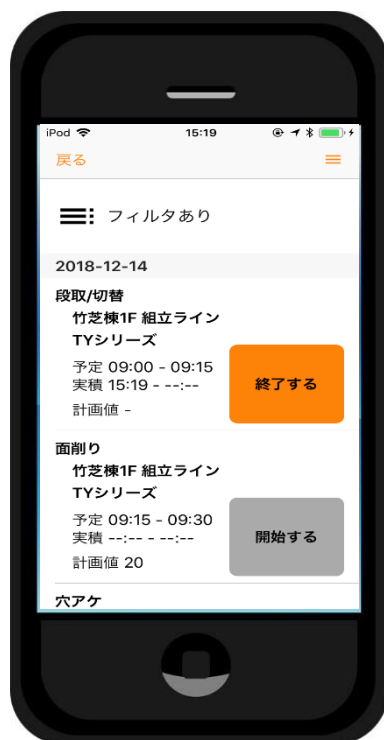 iPod 15:19
戻る
フィルタあり
2018-12-14
段取/切替
竹芝棟1F 組立ライン
TYシリーズ
予定 09:00 - 09:15
実績 15:19 - --:--
計画値 -
終了する
面削り
竹芝棟1F 組立ライン
TYシリーズ
予定 09:15 - 09:30
実績 --:-- - --:--
計画値 20
開始する
穴アケ